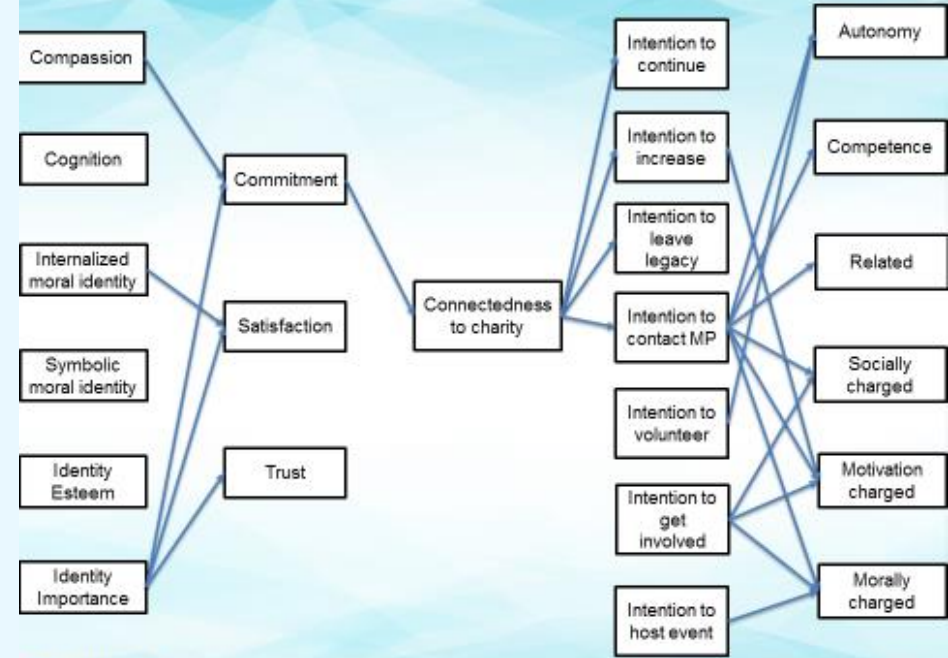 Compassion
Cognition
Internalized
moral identity
Symbolic
moral identity
Identity
Esteem
Identity
Importance
Commitment
Satisfaction
Trust
Connectedness
to charity
Intention to
continue
Intention to
increase
Intention to
leave
legacy
Intention to
contact MP
Intention to
volunteer
Intention to
get
involved
Intention to
host event
Autonomy
Competence
Related
Socially
charged
Motivation
charged
Morally
charged